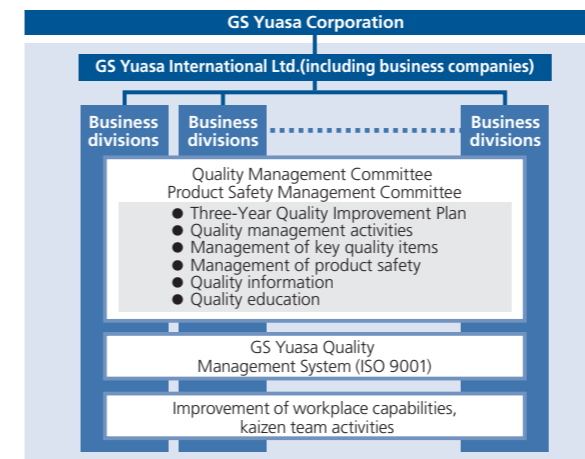 GS Yuasa Corporation
GS Yuasa International Ltd.(including business companies)
Business
divisions
Business
divisions
Business
divisions
Quality Management Committee
Product Safety Management Committee
● Three-Year Quality Improvement Plan
● Quality management activities
● Management of key quality items
● Management of product safety
● Quality information
● Quality education
GS Yuasa Quality
Management System (ISO 9001)
Improvement of workplace capabilities,
kaizen team activities